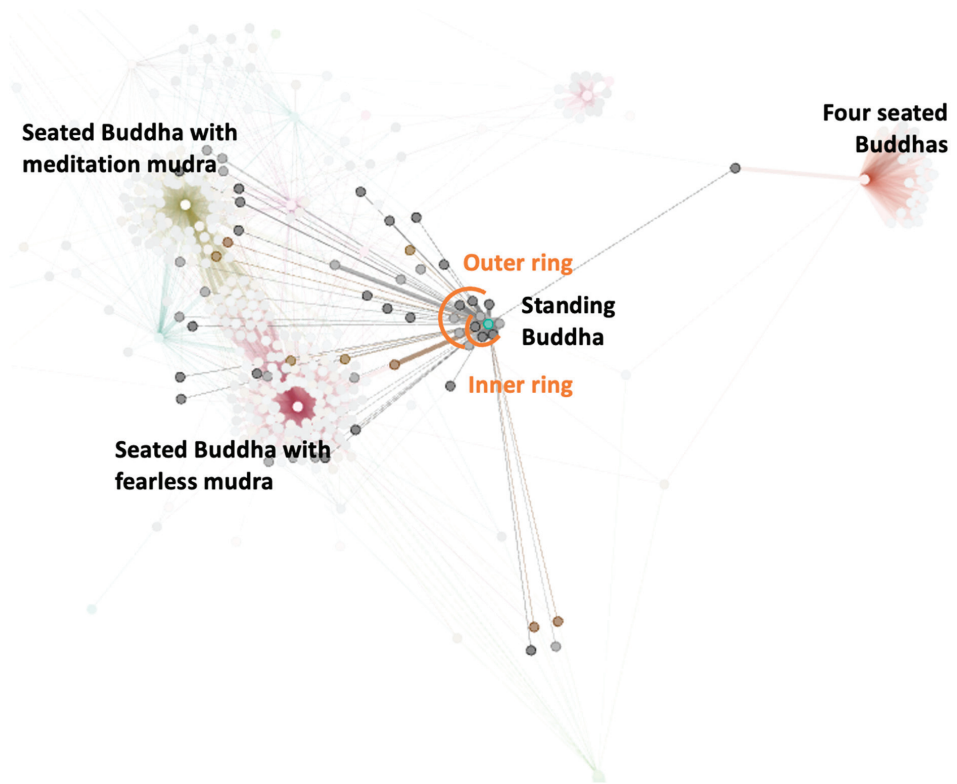 Seated Buddha with
meditation mudra
Four seated
Buddhas
Outer ring
Standing
Buddha
Inner ring
Seated Buddha with
fearless mudra